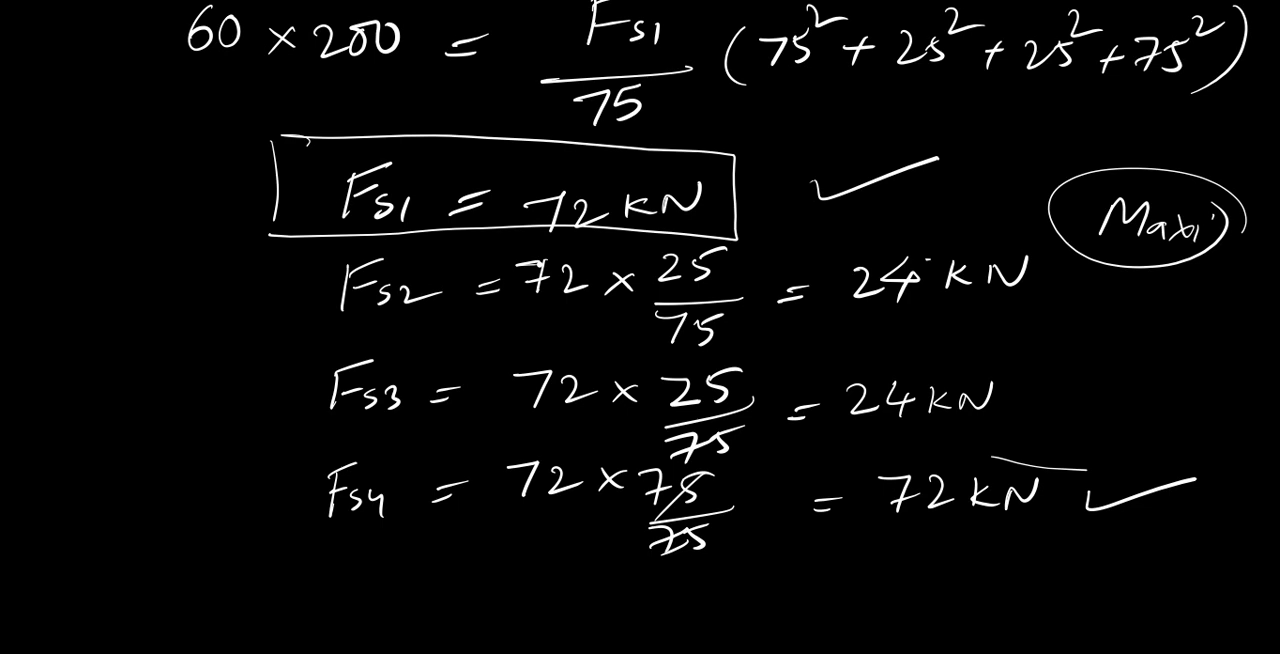 60 × 200 = Fs1/75 (75² + 25² + 25² + 75²)
Fs1 = 72 KN
Maxi
Fs2 = 72 × 25/75 = 24 KN
Fs3 = 72 × 25/75 = 24 KN
Fs4 = 72 × 75/75 = 72 KN